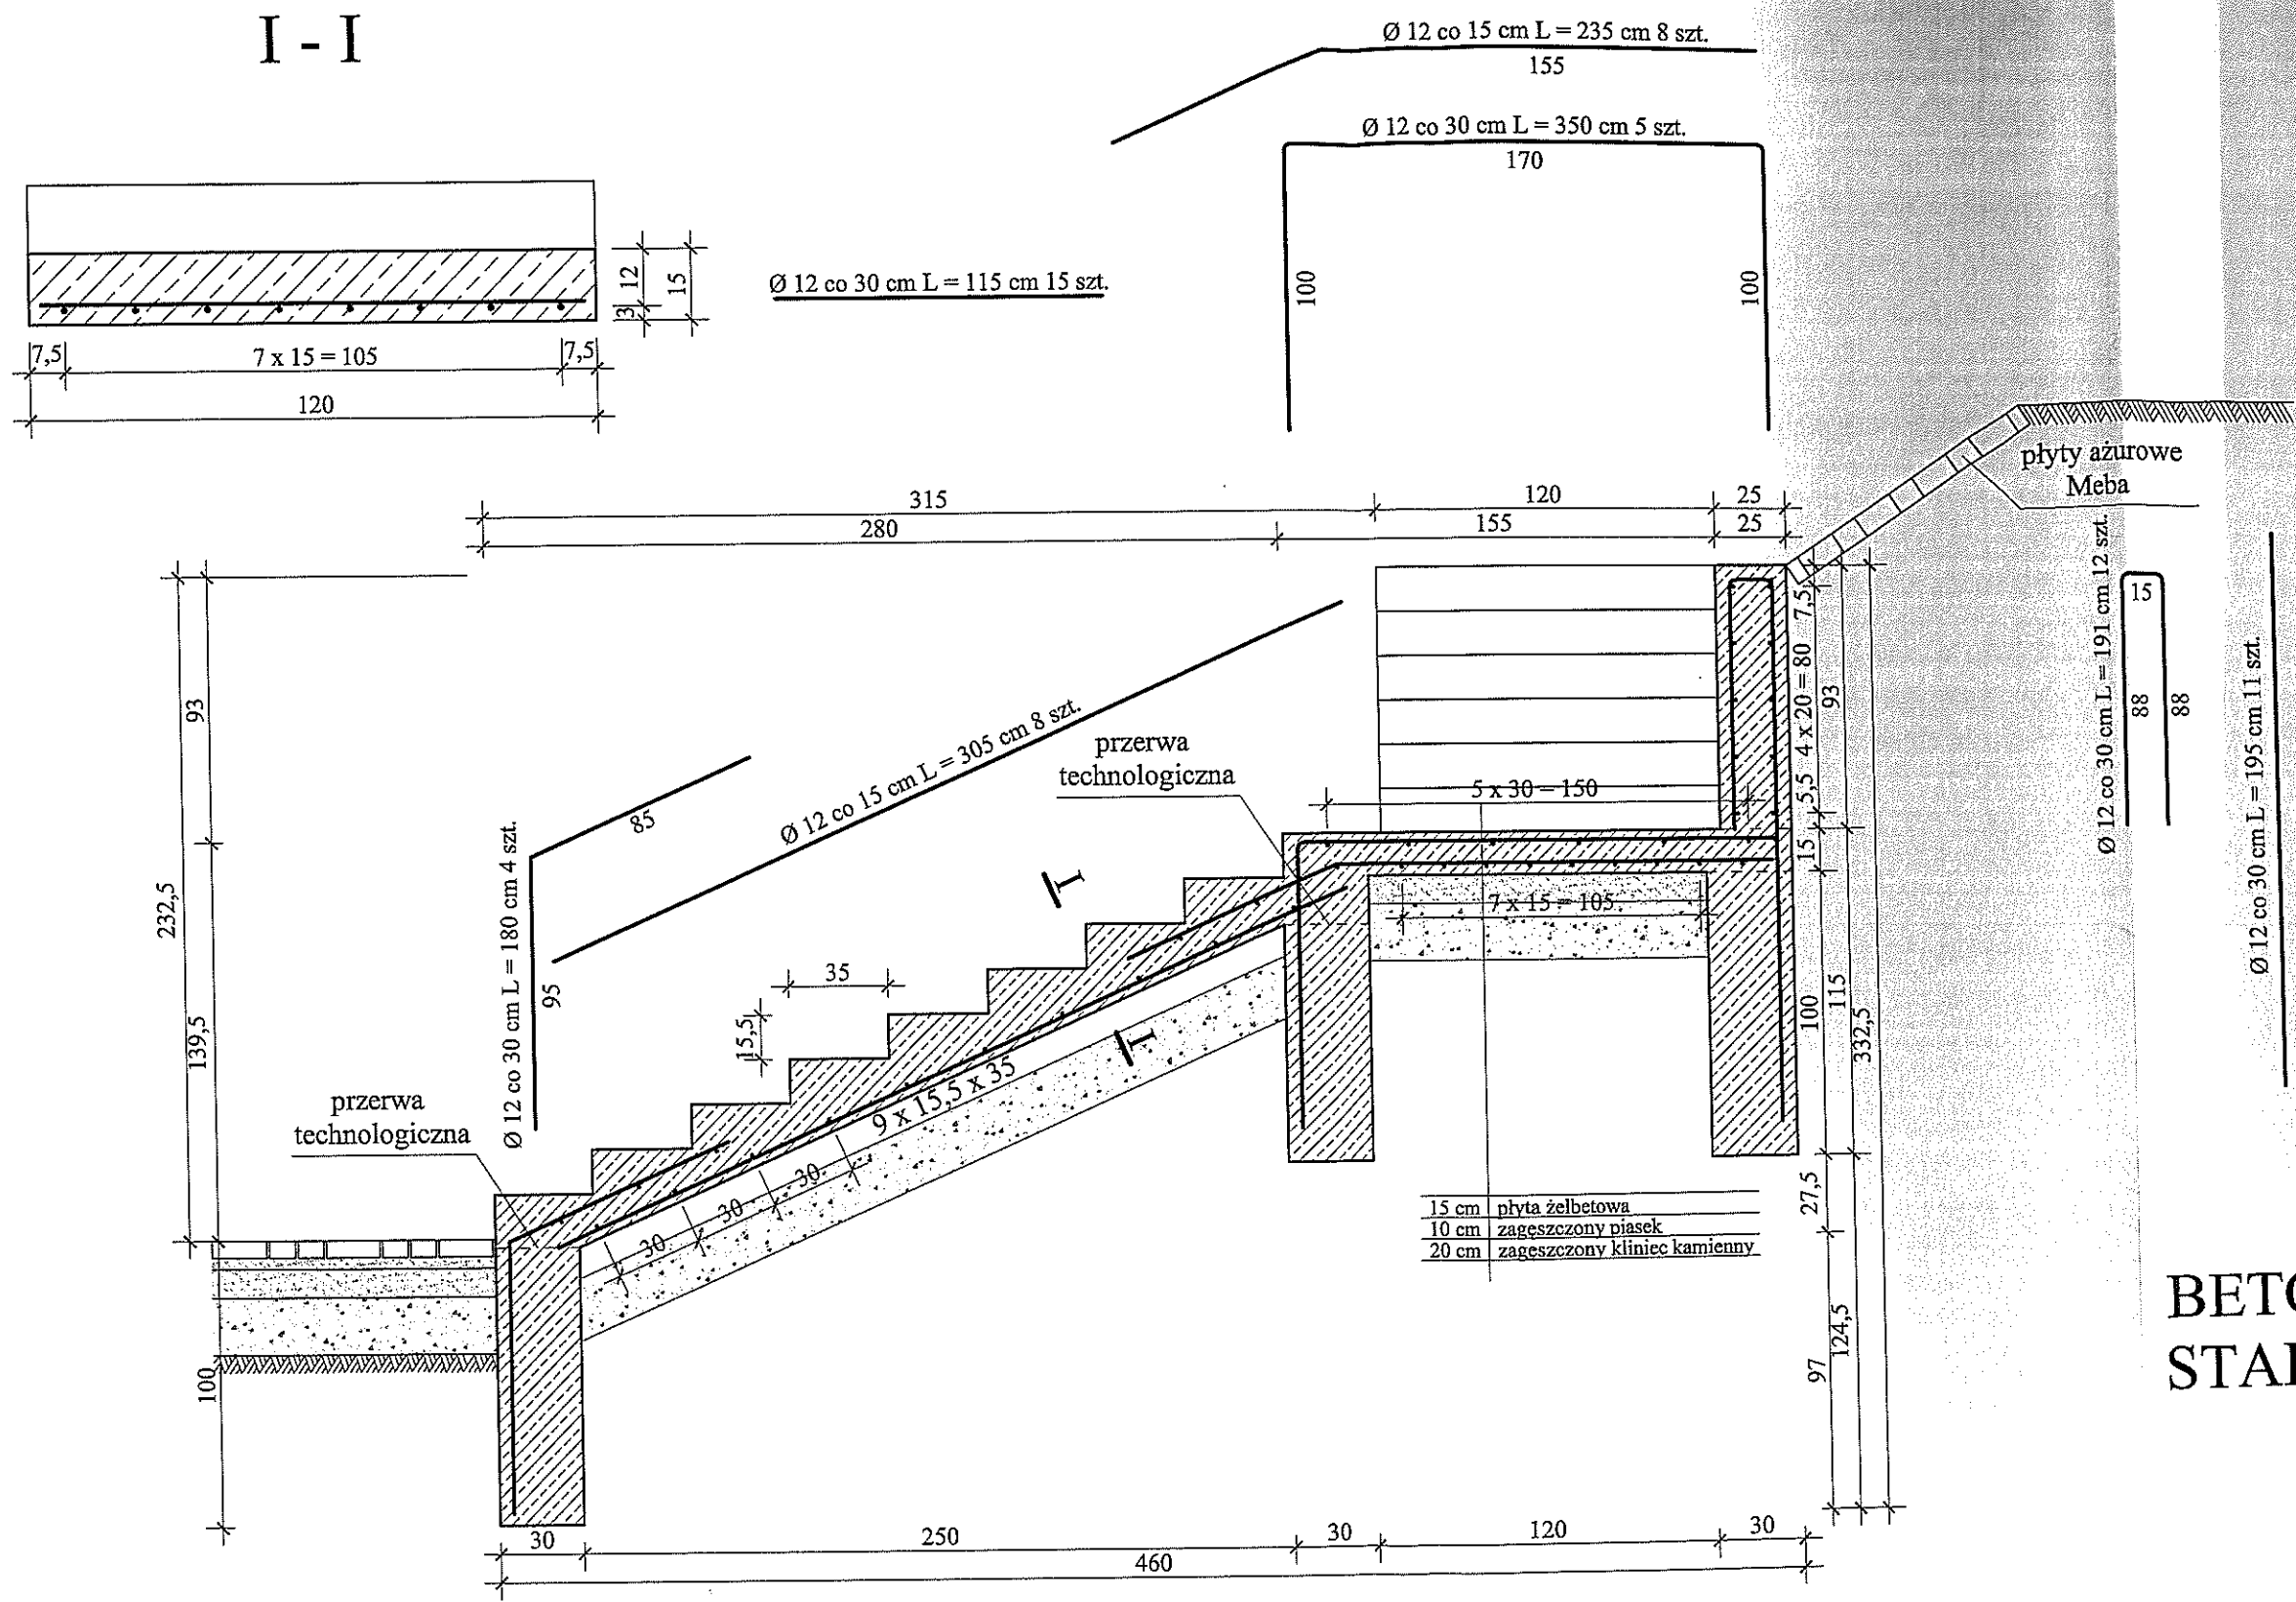 I - I
Ø 12 co 15 cm L = 235 cm 8 szt.
155
Ø 12 co 30 cm L = 350 cm 5 szt.
170
100
100
12
15
3
Ø 12 co 30 cm L = 115 cm 15 szt.
7,5
7 x 15 = 105
7,5
120
płyty ażurowe
Meba
315
120
25
280
155
25
93
232,5
139,5
100
85
Ø 12 co 30 cm L = 180 cm 4 szt.
95
Ø 12 co 15 cm L = 305 cm 8 szt.
przerwa
technologiczna
35
15,5
I
I
9 x 15,5 x 35
30
30
30
przerwa
technologiczna
5 x 30 = 150
7 x 15 = 105
7,5
4 x 20 = 80
5,5
93
15
100
115
332,5
27,5
124,5
97
Ø 12 co 30 cm L = 191 cm 12 szt.
15
88
88
Ø 12 co 30 cm L = 195 cm 11 szt.
15 cm płyta żelbetowa
10 cm zagęszczony piasek
20 cm zagęszczony kliniec kamienny
30
250
30
120
30
460